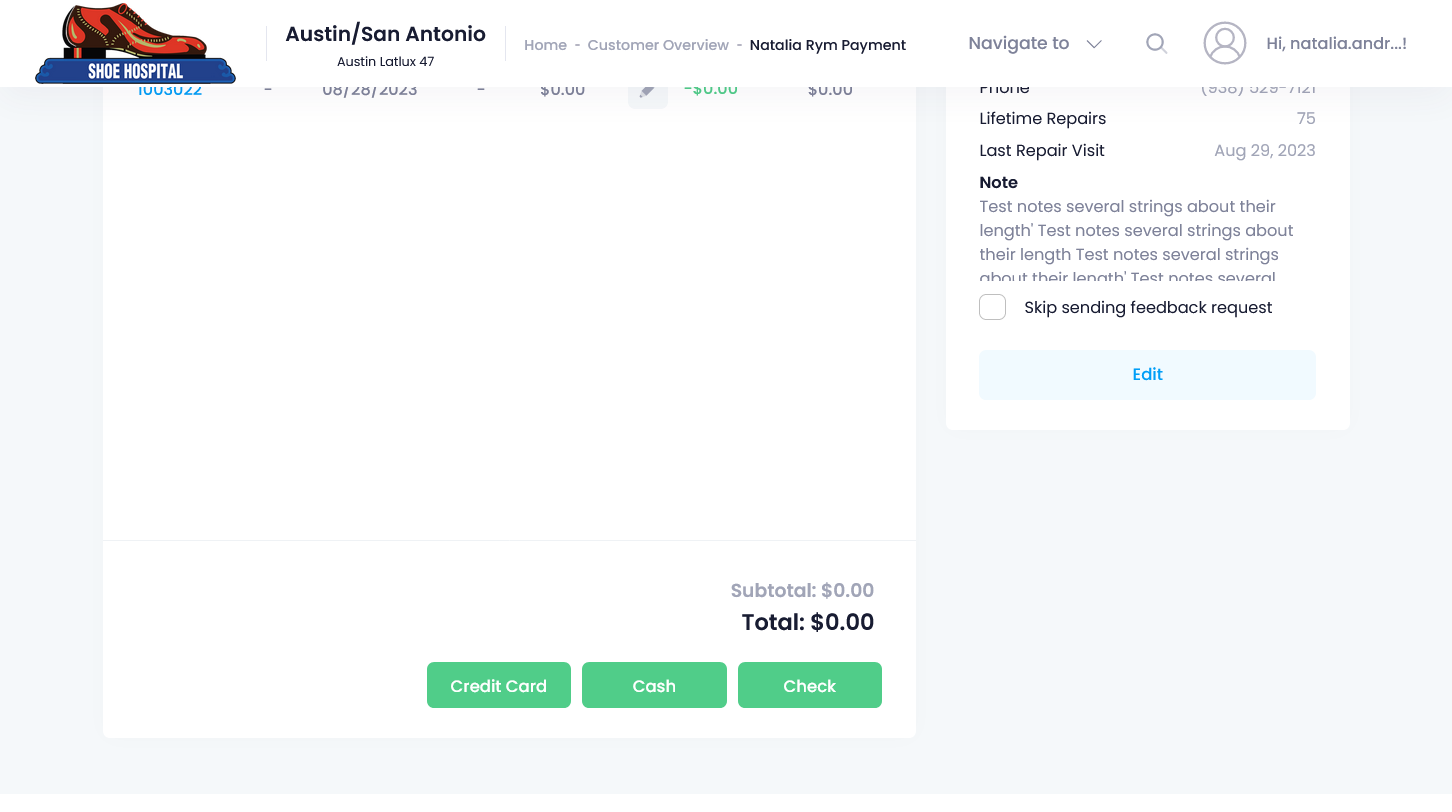 SHOE HOSPITAL
Austin/San Antonio
Austin Latlux 47
Home - Customer Overview - Natalia Rym Payment
Navigate to
Hi, natalia.andr...!
1003022 - 08/28/2023 - $0.00 -$0.00 $0.00
Phone (938) 529-7121
Lifetime Repairs 75
Last Repair Visit Aug 29, 2023
Note
Test notes several strings about their
length' Test notes several strings about
their length Test notes several strings
about their length' Test notes several
Skip sending feedback request
Edit
Subtotal: $0.00
Total: $0.00
Credit Card Cash Check